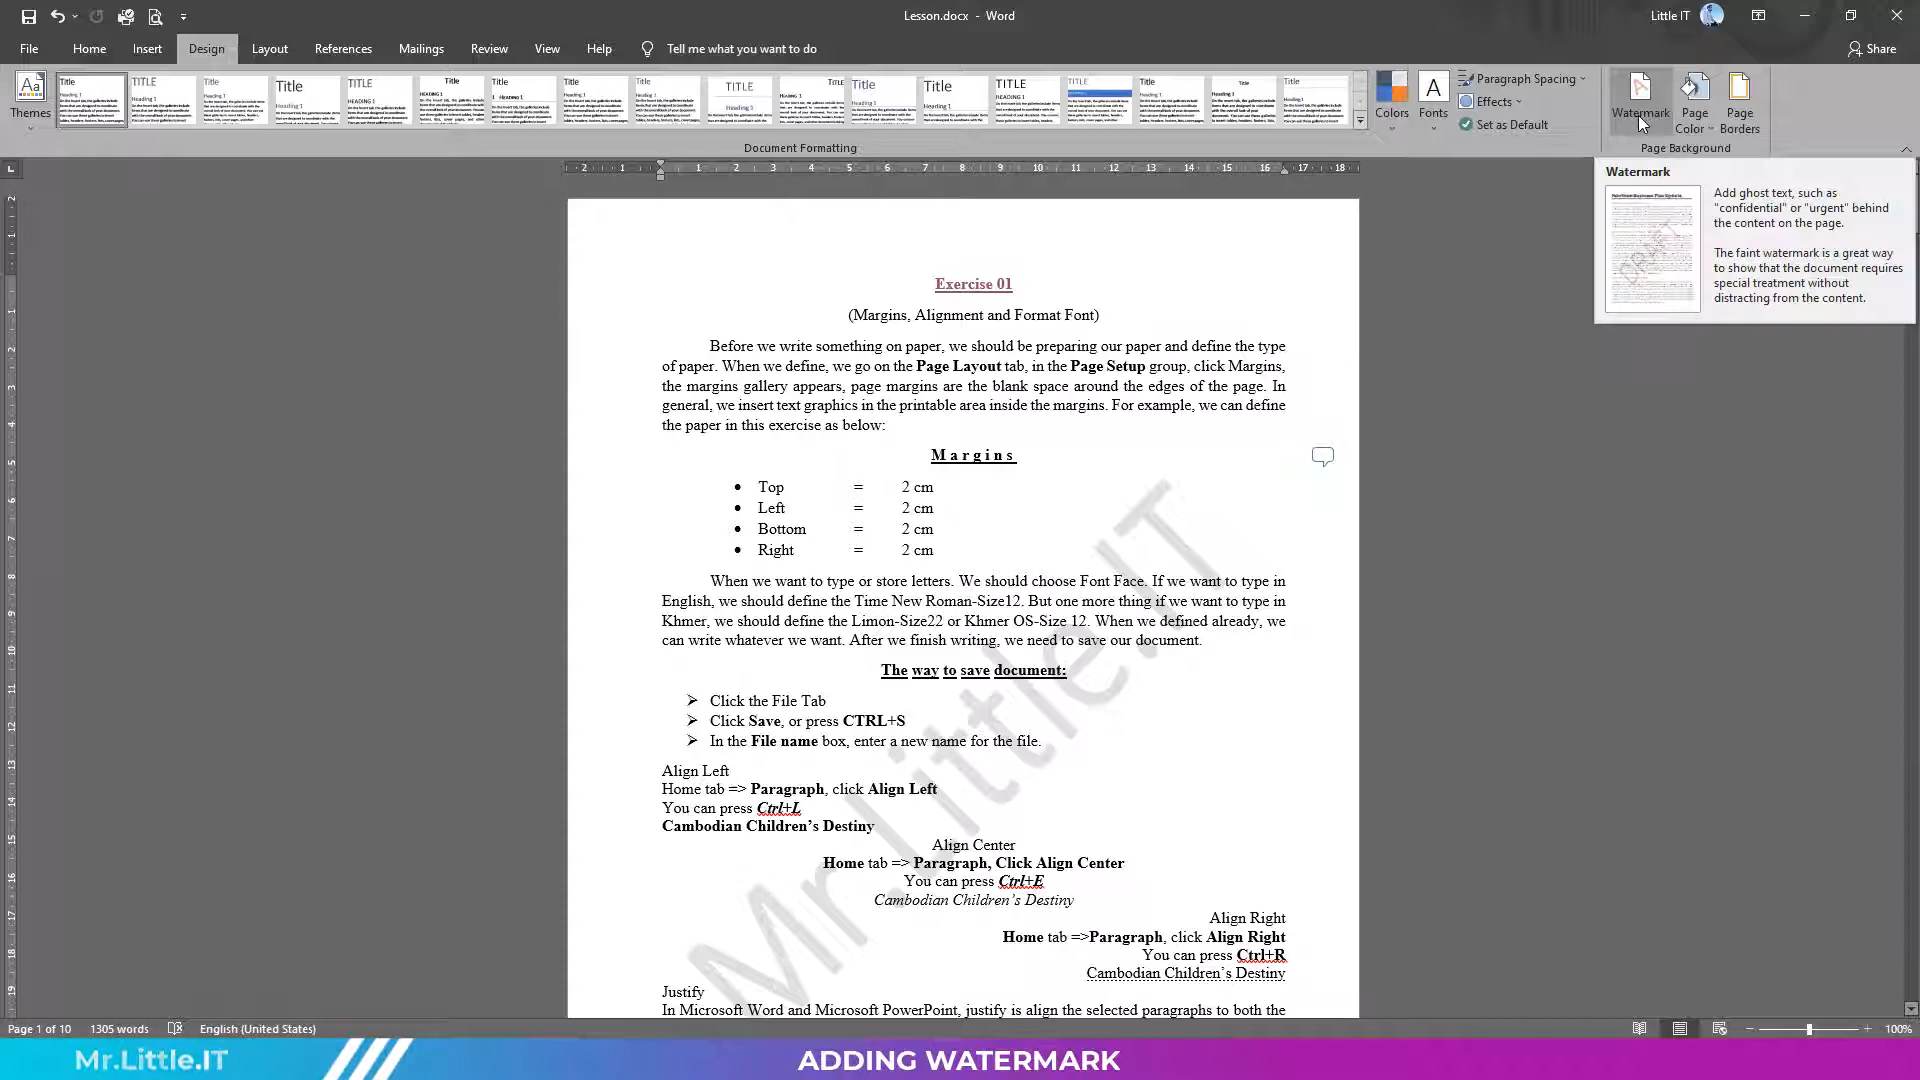 Lesson.docx - Word
Little IT
File Home Insert Design Layout References Mailings Review View Help Tell me what you want to do
Share
Themes
Colors
Fonts
Paragraph Spacing
Effects
Set as Default
Watermark
Page Color
Page Borders
Document Formatting
Page Background
Watermark
Add ghost text, such as
"confidential" or "urgent" behind
the content on the page.
The faint watermark is a great way
to show that the document requires
special treatment without
distracting from the content.
Exercise 01
(Margins, Alignment and Format Font)
Before we write something on paper, we should be preparing our paper and define the type
of paper. When we define, we go on the Page Layout tab, in the Page Setup group, click Margins,
the margins gallery appears, page margins are the blank space around the edges of the page. In
general, we insert text graphics in the printable area inside the margins. For example, we can define
the paper in this exercise as below:
Margins
• Top = 2 cm
• Left = 2 cm
• Bottom = 2 cm
• Right = 2 cm
When we want to type or store letters. We should choose Font Face. If we want to type in
English, we should define the Time New Roman-Size12. But one more thing if we want to type in
Khmer, we should define the Limon-Size22 or Khmer OS-Size 12. When we defined already, we
can write whatever we want. After we finish writing, we need to save our document.
The way to save document:
➢ Click the File Tab
➢ Click Save, or press CTRL+S
➢ In the File name box, enter a new name for the file.
Align Left
Home tab => Paragraph, click Align Left
You can press Ctrl+L
Cambodian Children’s Destiny
Align Center
Home tab => Paragraph, Click Align Center
You can press Ctrl+E
Cambodian Children’s Destiny
Align Right
Home tab =>Paragraph, click Align Right
You can press Ctrl+R
Cambodian Children’s Destiny
Justify
In Microsoft Word and Microsoft PowerPoint, justify is align the selected paragraphs to both the
Mr.Little.IT
Page 1 of 10 1305 words English (United States)
100%
Mr.Little.IT
ADDING WATERMARK